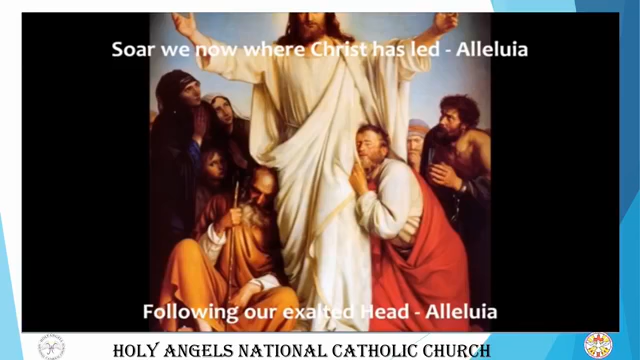 Soar we now where Christ has led - Alleluia
Following our exalted Head - Alleluia
HOLY ANGELS NATIONAL CATHOLIC CHURCH